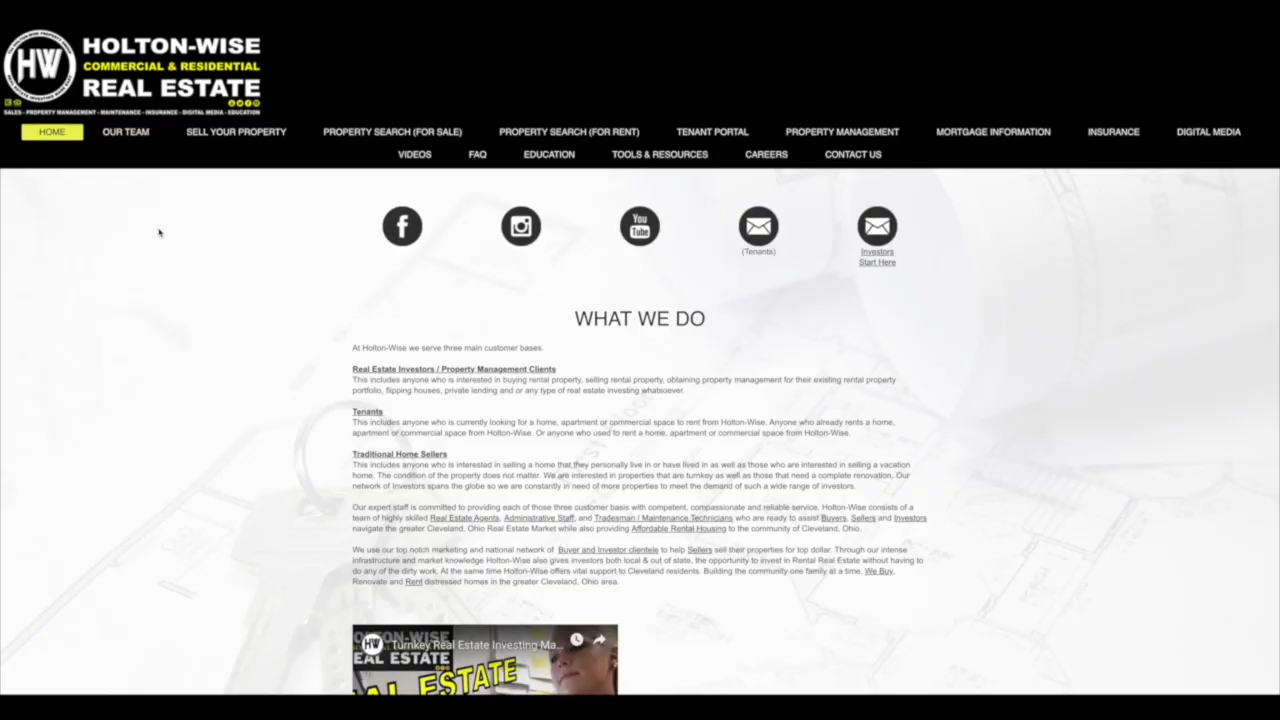 HW
HOLTON-WISE
COMMERCIAL & RESIDENTIAL
REAL ESTATE
SALES - PROPERTY MANAGEMENT - MAINTENANCE - INSURANCE - DIGITAL MEDIA - EDUCATION
HOME OUR TEAM SELL YOUR PROPERTY PROPERTY SEARCH (FOR SALE) PROPERTY SEARCH (FOR RENT) TENANT PORTAL PROPERTY MANAGEMENT MORTGAGE INFORMATION INSURANCE DIGITAL MEDIA
VIDEOS FAQ EDUCATION TOOLS & RESOURCES CAREERS CONTACT US
You
Tube
(Tenants)
Investors
Start Here
WHAT WE DO
At Holton-Wise we serve three main customer bases.
Real Estate Investors / Property Management Clients
This includes anyone who is interested in buying rental property, selling rental property, obtaining property management for their existing rental property
portfolio, flipping houses, private lending and or any type of real estate investing whatsoever.
Tenants
This includes anyone who is currently looking for a home, apartment or commercial space to rent from Holton-Wise. Anyone who already rents a home,
apartment or commercial space from Holton-Wise. Or anyone who used to rent a home, apartment or commercial space from Holton-Wise.
Traditional Home Sellers
This includes anyone who is interested in selling a home that they personally live in or have lived in as well as those who are interested in selling a vacation
home. The condition of the property does not matter. We are interested in properties that are turnkey as well as those that need a complete renovation. Our
network of Investors spans the globe so we are constantly in need of more properties to meet the demand of such a wide range of investors.
Our expert staff is committed to providing each of those three customer basis with competent, compassionate and reliable service. Holton-Wise consists of a
team of highly skilled Real Estate Agents, Administrative Staff, and Tradesman / Maintenance Technicians who are ready to assist Buyers, Sellers and Investors
navigate the greater Cleveland, Ohio Real Estate Market while also providing Affordable Rental Housing to the community of Cleveland, Ohio.
We use our top notch marketing and national network of Buyer and Investor clientele to help Sellers sell their properties for top dollar. Through our intense
infrastructure and market knowledge Holton-Wise also gives investors both local & out of state, the opportunity to invest in Rental Real Estate without having to
do any of the dirty work. At the same time Holton-Wise offers vital support to Cleveland residents. Building the community one family at a time. We Buy,
Renovate and Rent distressed homes in the greater Cleveland, Ohio area.
HW Turnkey Real Estate Investing Ma...
EAL ESTATE
AL ESTATE